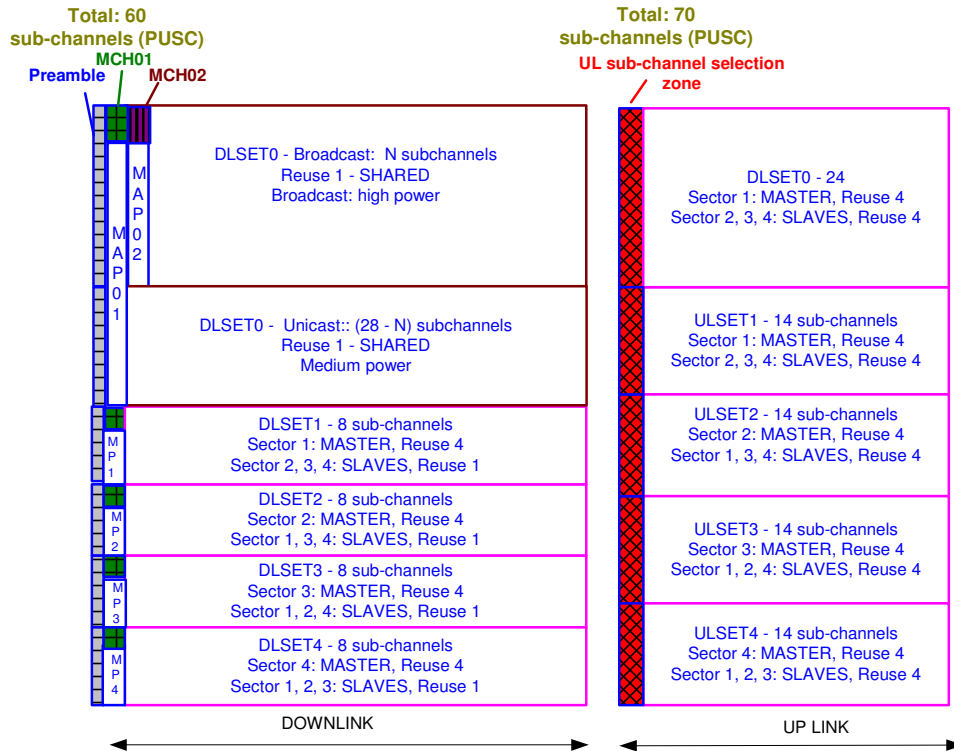 Total: 60
sub-channels (PUSC)
MCH01
Preamble
MCH02
Total: 70
sub-channels (PUSC)
UL sub-channel selection
zone
MAP01
MAP02
DLSET0 - Broadcast: N subchannels
Reuse 1 - SHARED
Broadcast: high power
DLSET0 - Unicast:: (28 - N) subchannels
Reuse 1 - SHARED
Medium power
MP1
DLSET1 - 8 sub-channels
Sector 1: MASTER, Reuse 4
Sector 2, 3, 4: SLAVES, Reuse 1
MP2
DLSET2 - 8 sub-channels
Sector 2: MASTER, Reuse 4
Sector 1, 3, 4: SLAVES, Reuse 1
MP3
DLSET3 - 8 sub-channels
Sector 3: MASTER, Reuse 4
Sector 1, 2, 4: SLAVES, Reuse 1
MP4
DLSET4 - 8 sub-channels
Sector 4: MASTER, Reuse 4
Sector 1, 2, 3: SLAVES, Reuse 1
DOWNLINK
DLSET0 - 24
Sector 1: MASTER, Reuse 4
Sector 2, 3, 4: SLAVES, Reuse 4
ULSET1 - 14 sub-channels
Sector 1: MASTER, Reuse 4
Sector 2, 3, 4: SLAVES, Reuse 4
ULSET2 - 14 sub-channels
Sector 2: MASTER, Reuse 4
Sector 1, 3, 4: SLAVES, Reuse 4
ULSET3 - 14 sub-channels
Sector 3: MASTER, Reuse 4
Sector 1, 2, 4: SLAVES, Reuse 4
ULSET4 - 14 sub-channels
Sector 4: MASTER, Reuse 4
Sector 1, 2, 3: SLAVES, Reuse 4
UP LINK